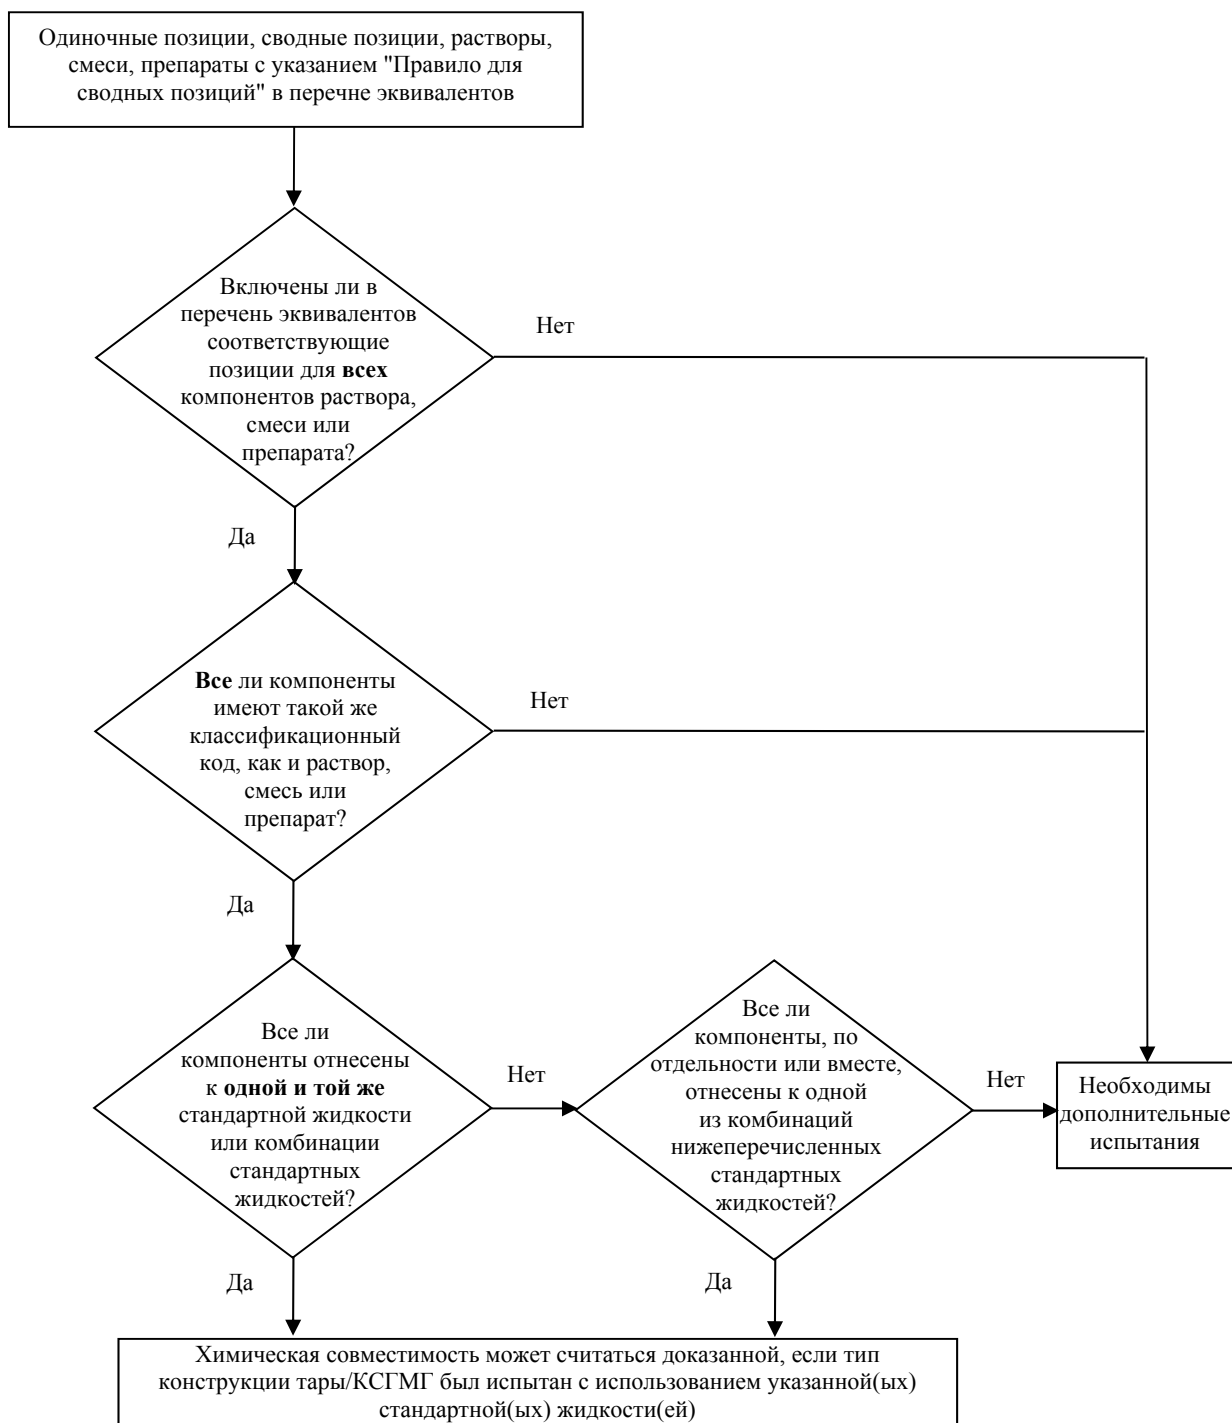 Одиночные позиции, сводные позиции, растворы,
смеси, препараты с указанием "Правило для
сводных позиций" в перечне эквивалентов
Включены ли в
перечень эквивалентов
соответствующие
позиции для всех
компонентов раствора,
смеси или
препарата?
Нет
Да
Все ли компоненты
имеют такой же
классификационный
код, как и раствор,
смесь или
препарат?
Нет
Да
Все ли
компоненты отнесены
к одной и той же
стандартной жидкости
или комбинации
стандартных
жидкостей?
Нет
Все ли
компоненты, по
отдельности или вместе,
отнесены к одной
из комбинаций
нижеперечисленных
стандартных
жидкостей?
Нет
Необходимы
дополнительные
испытания
Да
Да
Химическая совместимость может считаться доказанной, если тип
конструкции тары/КСГМГ был испытан с использованием указанной(ых)
стандартной(ых) жидкости(ей)